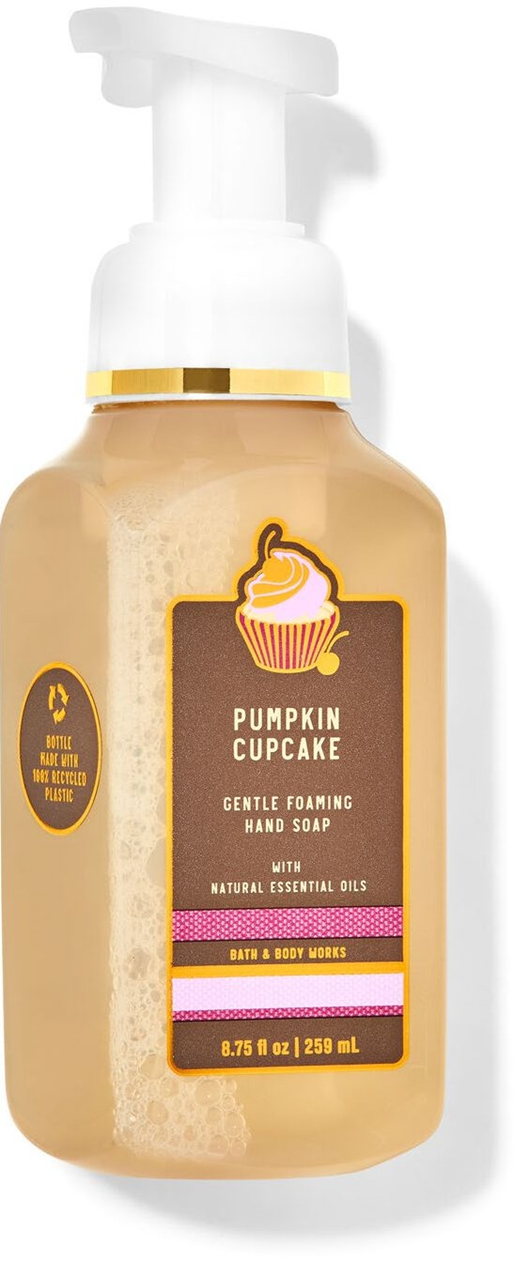 PUMPKIN
CUPCAKE
GENTLE FOAMING
HAND SOAP
WITH
NATURAL ESSENTIAL OILS
BATH & BODY WORKS
8.75 fl oz | 259 mL
BOTTLE
MADE WITH
100% RECYCLED
PLASTIC